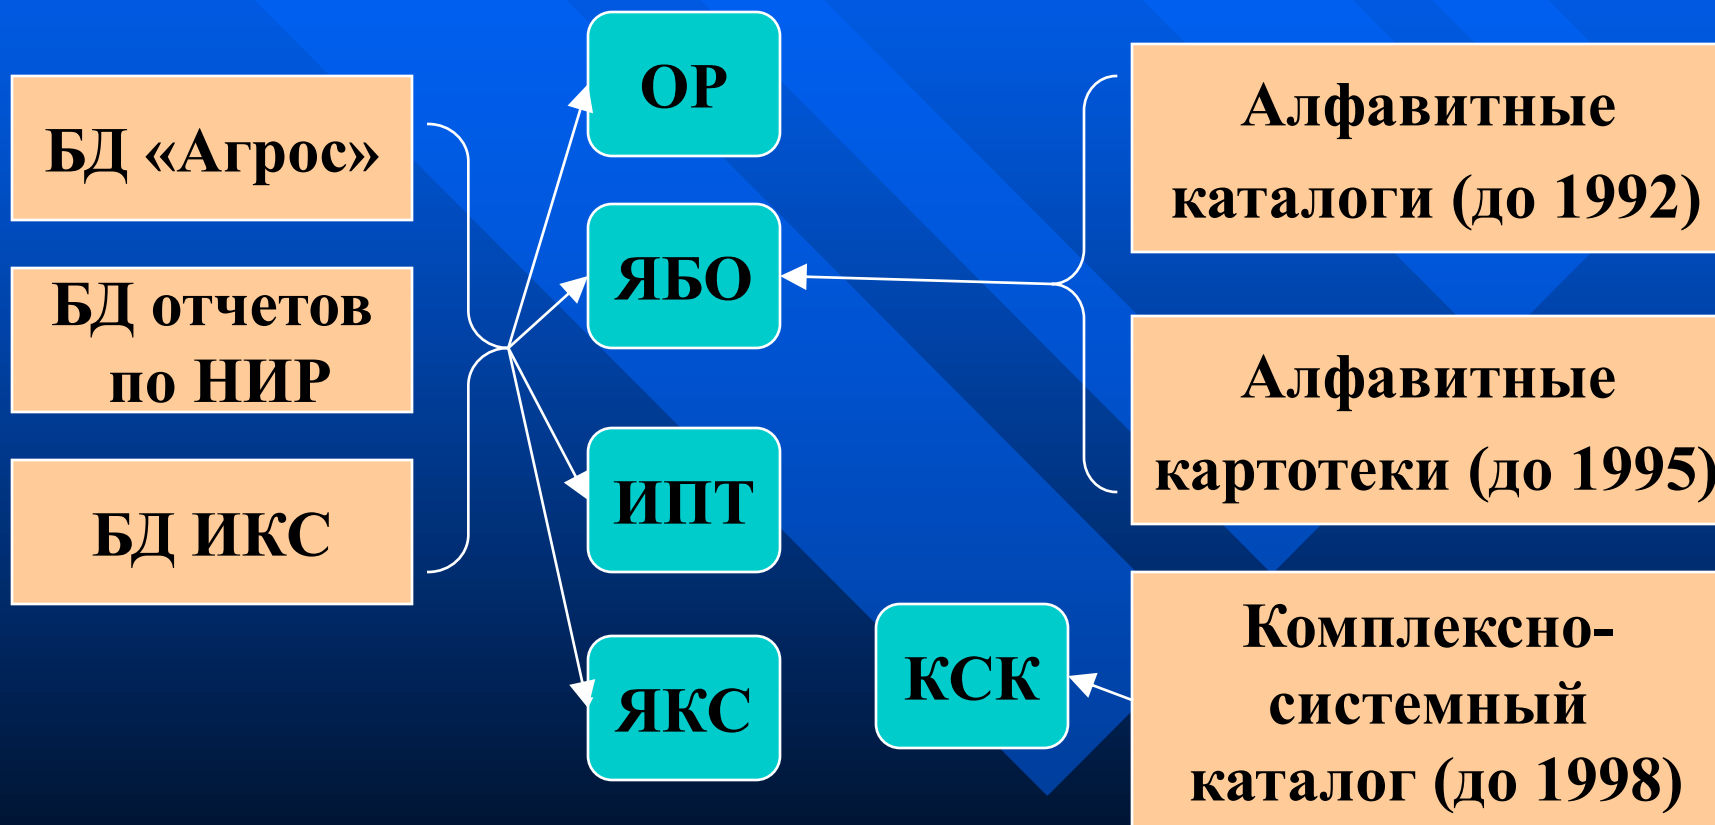 БД «Агрос»
БД отчетов
по НИР
БД ИКС
ОР
ЯБО
ИПТ
ЯКС
КСК
Алфавитные
каталоги (до 1992)
Алфавитные
картотеки (до 1995)
Комплексно-
системный
каталог (до 1998)